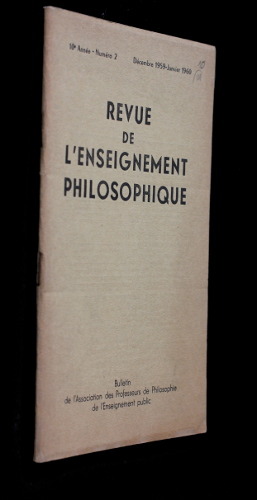 10e Année - Numéro 2 Décembre 1959-Janvier 1960
REVUE
DE
L'ENSEIGNEMENT
PHILOSOPHIQUE
Bulletin
de l'Association des Professeurs de Philosophie
de l'Enseignement public